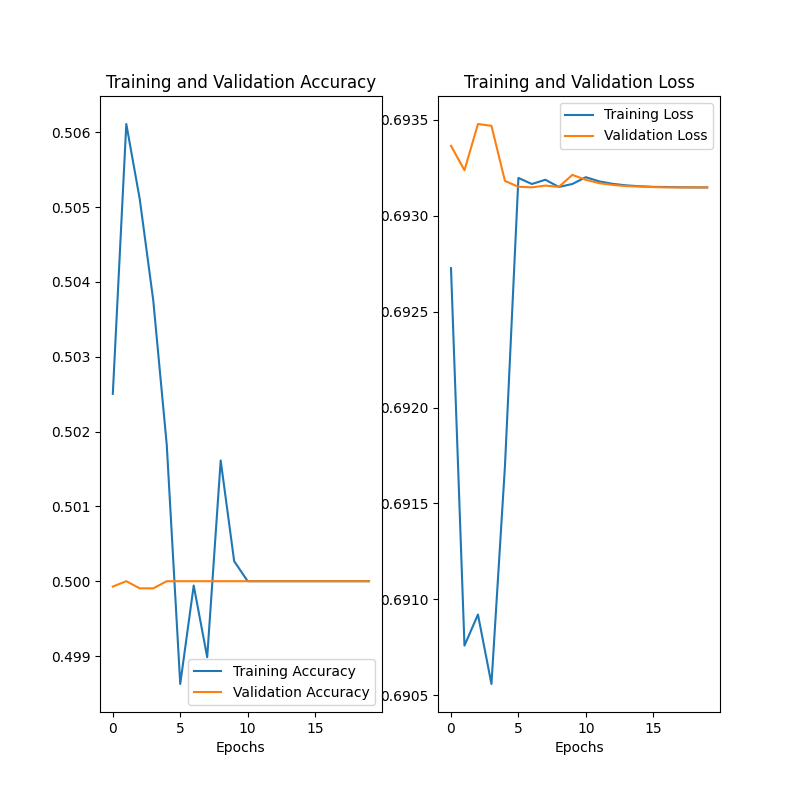 Training and Validation Accuracy
0.506
0.505
0.504
0.503
0.502
0.501
0.500
0.499
Training Accuracy
Validation Accuracy
0 5 10 15
Epochs
Training and Validation Loss
0.6935
0.6930
0.6925
0.6920
0.6915
0.6910
0.6905
Training Loss
Validation Loss
0 5 10 15
Epochs